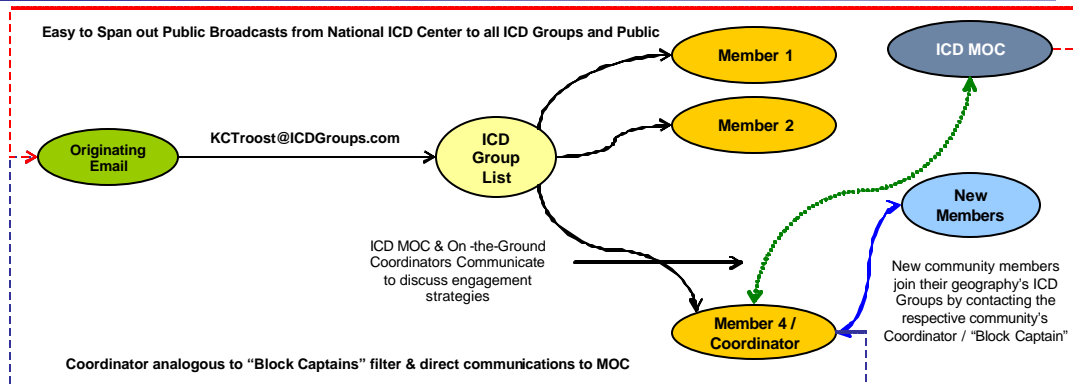 Easy to Span out Public Broadcasts from National ICD Center to all ICD Groups and Public
Member 1
ICD MOC
KCTroost@ICDGroups.com
Member 2
Originating
Email
ICD
Group
List
New
Members
ICD MOC & On -the-Ground
Coordinators Communicate
to discuss engagement
strategies
New community members
join their geography's ICD
Groups by contacting the
respective community's
Coordinator / "Block Captain"
Member 4 /
Coordinator
Coordinator analogous to "Block Captains" filter & direct communications to MOC